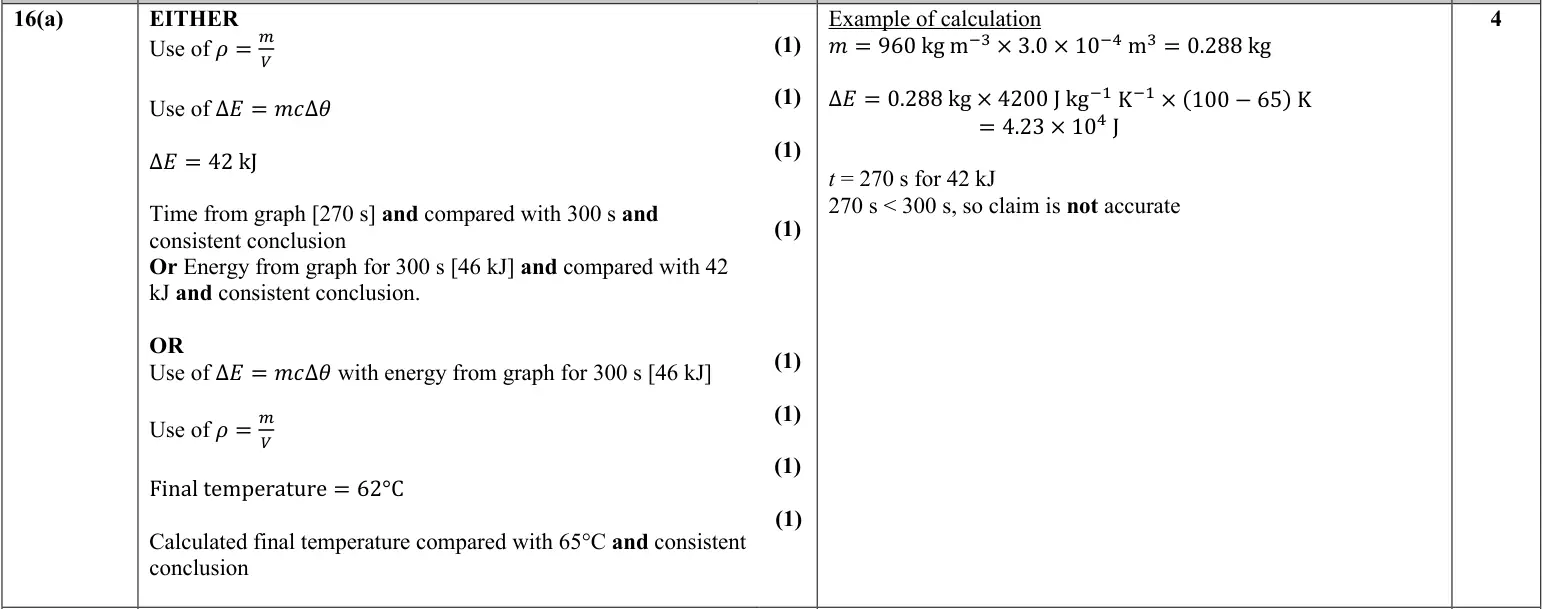 16(a)
EITHER
Use of ρ = m/V (1)
Use of ΔE = mcΔθ (1)
ΔE = 42 kJ (1)
Time from graph [270 s] and compared with 300 s and
consistent conclusion (1)
Or Energy from graph for 300 s [46 kJ] and compared with 42
kJ and consistent conclusion.
OR
Use of ΔE = mcΔθ with energy from graph for 300 s [46 kJ] (1)
Use of ρ = m/V (1)
Final temperature = 62°C (1)
Calculated final temperature compared with 65°C and consistent (1)
conclusion
Example of calculation
m = 960 kg m⁻³ × 3.0 × 10⁻⁴ m³ = 0.288 kg
ΔE = 0.288 kg × 4200 J kg⁻¹ K⁻¹ × (100 − 65) K
= 4.23 × 10⁴ J
t = 270 s for 42 kJ
270 s < 300 s, so claim is not accurate
4